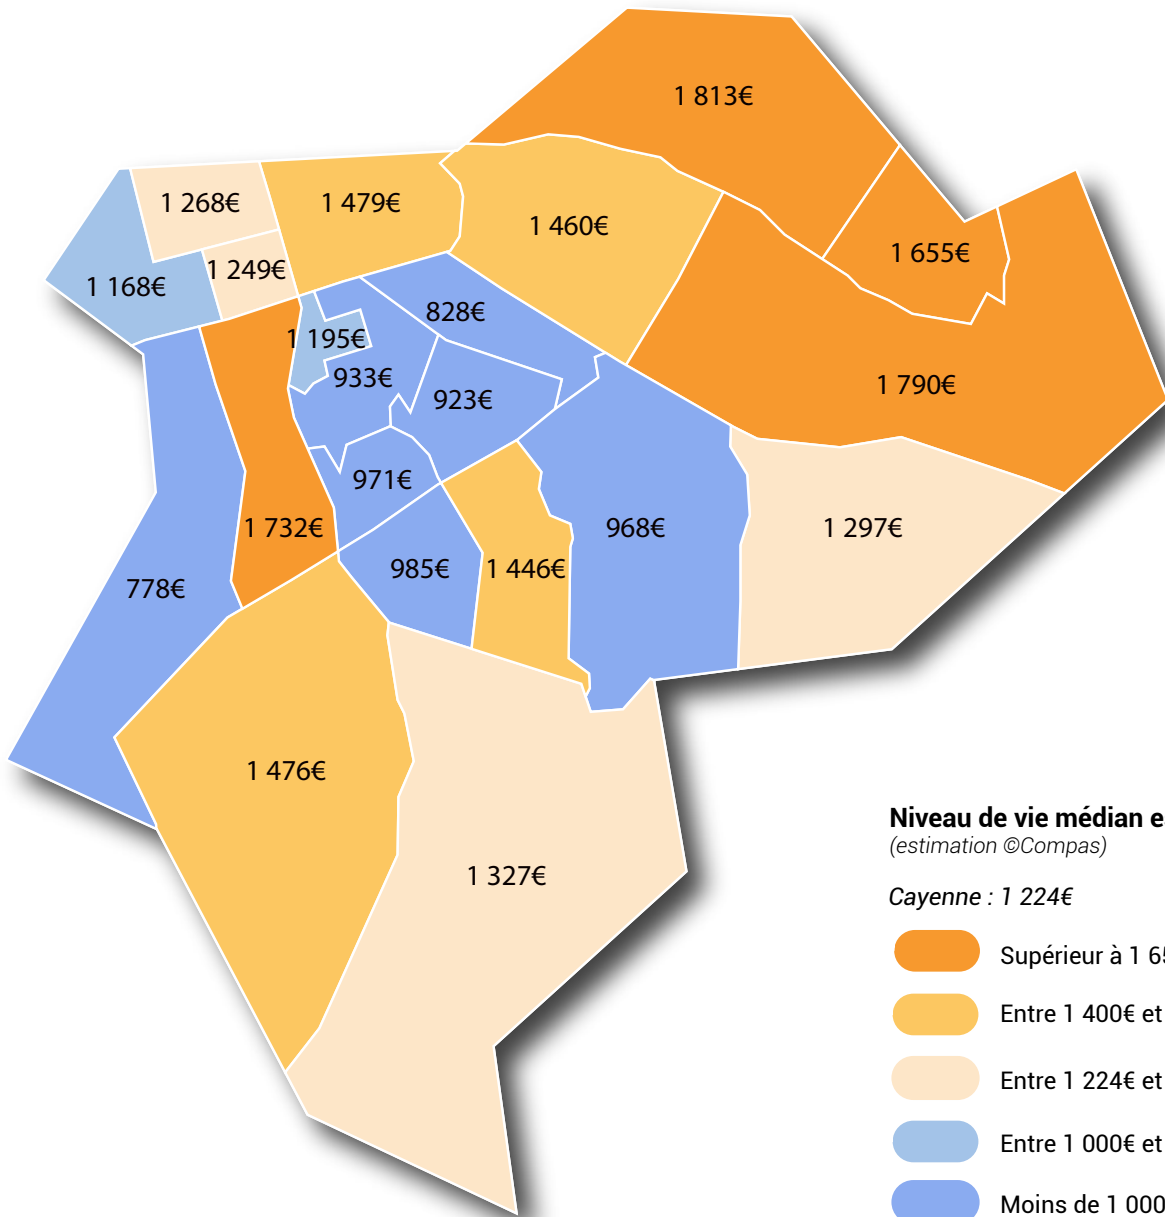 1 813€
1 268€
1 479€
1 460€
1 655€
1 249€
1 168€
828€
1 195€
933€
923€
1 790€
971€
1 732€
968€
1 297€
985€
1 446€
778€
1 476€
1 327€
Niveau de vie médian
(estimation ©Compas)
Cayenne : 1 224€
Supérieur à 1
Entre 1 400€ et
Entre 1 224€ et
Entre 1 000€ et
Moins de 1 000